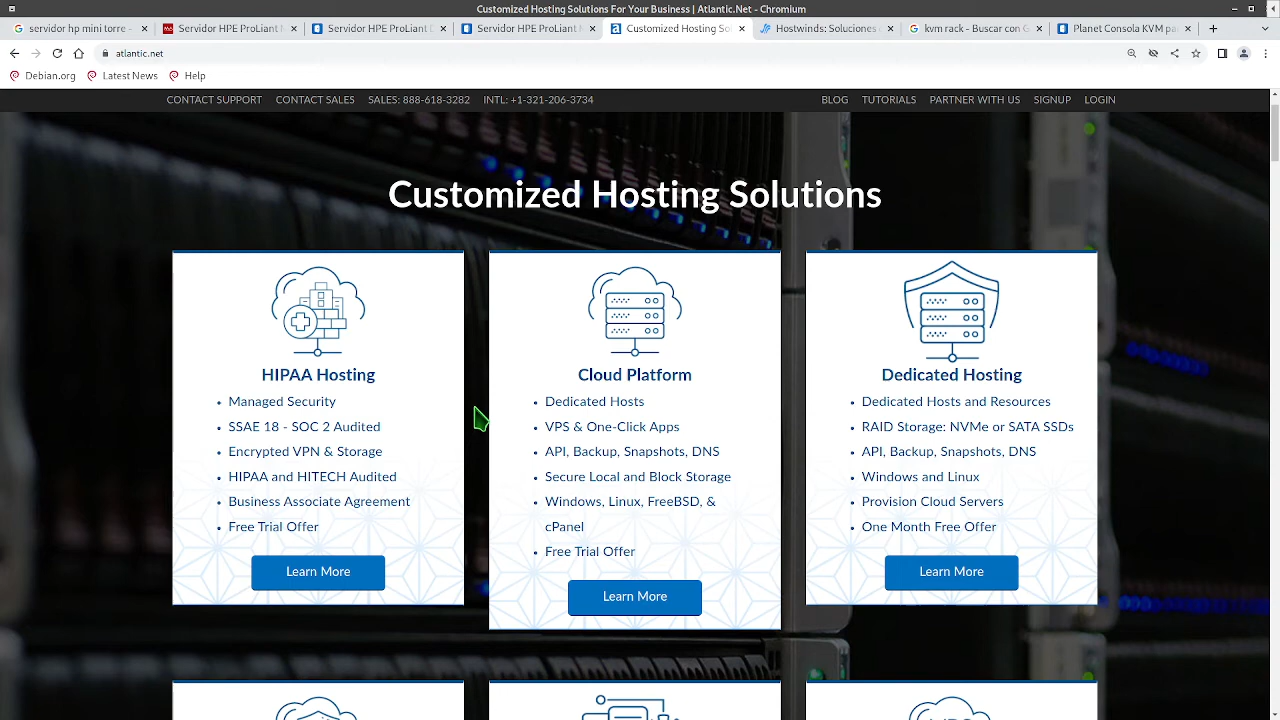 Customized Hosting Solutions For Your Business | Atlantic.Net - Chromium
servidor hp mini torre -
Servidor HPE ProLiant M
Servidor HPE ProLiant D
Servidor HPE ProLiant M
Customized Hosting So
Hostwinds: Soluciones d
kvm rack - Buscar con G
Planet Consola KVM pa
atlantic.net
Debian.org
Latest News
Help
CONTACT SUPPORT
CONTACT SALES
SALES: 888-618-3282
INTL: +1-321-206-3734
BLOG
TUTORIALS
PARTNER WITH US
SIGNUP
LOGIN
Customized Hosting Solutions
HIPAA Hosting
• Managed Security
• SSAE 18 - SOC 2 Audited
• Encrypted VPN & Storage
• HIPAA and HITECH Audited
• Business Associate Agreement
• Free Trial Offer
Learn More
Cloud Platform
• Dedicated Hosts
• VPS & One-Click Apps
• API, Backup, Snapshots, DNS
• Secure Local and Block Storage
• Windows, Linux, FreeBSD, &
cPanel
• Free Trial Offer
Learn More
Dedicated Hosting
• Dedicated Hosts and Resources
• RAID Storage: NVMe or SATA SSDs
• API, Backup, Snapshots, DNS
• Windows and Linux
• Provision Cloud Servers
• One Month Free Offer
Learn More